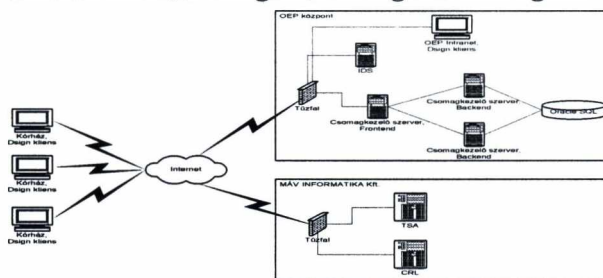 OEP központ
OEP Intranet,
Dsign kliens
IDS
Tűzfal
Csomagkezelő szerver,
Frontend
Csomagkezelő szerver,
Backend
Csomagkezelő szerver,
Backend
Oracle SQL
Kórház,
Dsign kliens
Kórház,
Dsign kliens
Kórház,
Dsign kliens
Internet
MÁV INFORMATIKA Kft.
Tűzfal
TSA
CRL